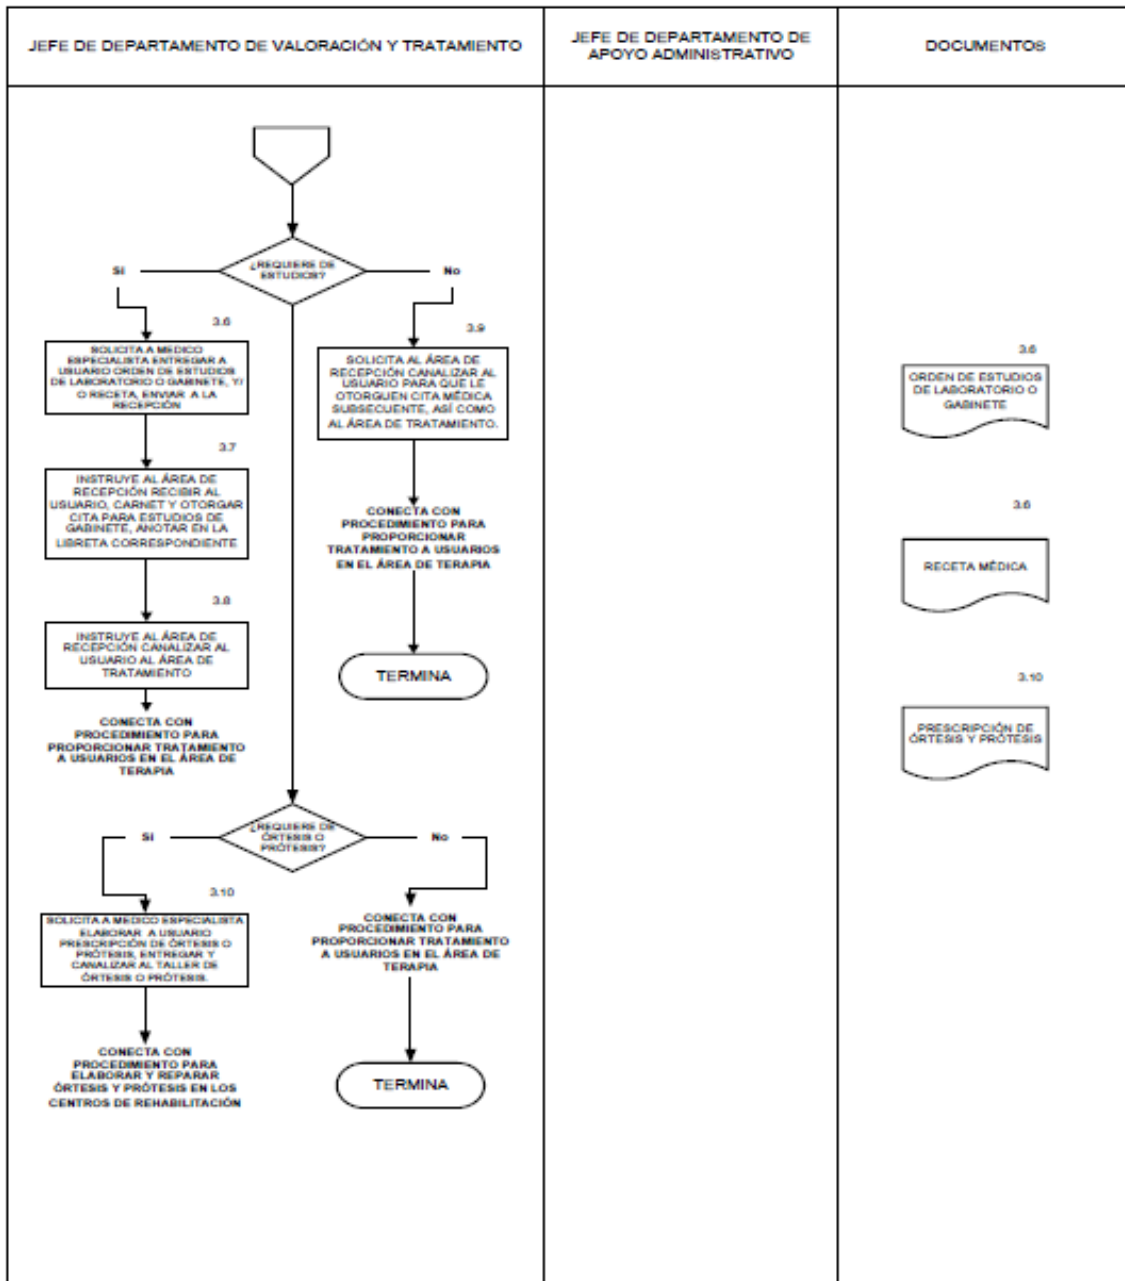 JEFE DE DEPARTAMENTO DE VALORACIÓN Y TRATAMIENTO
JEFE DE DEPARTAMENTO DE
APOYO ADMINISTRATIVO
DOCUMENTOS
¿REQUIERE DE
ESTUDIOS?
SI
No
3.6
SOLICITA A MEDICO
ESPECIALISTA ENTREGAR A
USUARIO ORDEN DE ESTUDIOS
DE LABORATORIO O GABINETE, Y/
O RECETA, ENVIAR A LA
RECEPCIÓN
3.7
INSTRUYE AL ÁREA DE
RECEPCIÓN RECIBIR AL
USUARIO, CARNET Y OTORGAR
CITA PARA ESTUDIOS DE
GABINETE, ANOTAR EN LA
LIBRETA CORRESPONDIENTE
3.8
INSTRUYE AL ÁREA DE
RECEPCIÓN CANALIZAR AL
USUARIO AL ÁREA DE
TRATAMIENTO
CONECTA CON
PROCEDIMIENTO PARA
PROPORCIONAR TRATAMIENTO
A USUARIOS EN EL ÁREA DE
TERAPIA
3.9
SOLICITA AL ÁREA DE
RECEPCIÓN CANALIZAR AL
USUARIO PARA QUE LE
OTORGUEN CITA MÉDICA
SUBSECUENTE, ASÍ COMO
AL ÁREA DE TRATAMIENTO.
CONECTA CON
PROCEDIMIENTO PARA
PROPORCIONAR
TRATAMIENTO A USUARIOS
EN EL ÁREA DE TERAPIA
TERMINA
¿REQUIERE DE
ÓRTESIS O
PRÓTESIS?
SI
No
3.10
SOLICITA A MEDICO ESPECIALISTA
ELABORAR A USUARIO
PRESCRIPCIÓN DE ÓRTESIS O
PRÓTESIS, ENTREGAR Y
CANALIZAR AL TALLER DE
ÓRTESIS O PRÓTESIS.
CONECTA CON
PROCEDIMIENTO PARA
ELABORAR Y REPARAR
ÓRTESIS Y PRÓTESIS EN LOS
CENTROS DE REHABILITACIÓN
CONECTA CON
PROCEDIMIENTO PARA
PROPORCIONAR TRATAMIENTO
A USUARIOS EN EL ÁREA DE
TERAPIA
TERMINA
3.6
ORDEN DE ESTUDIOS
DE LABORATORIO O
GABINETE
3.6
RECETA MÉDICA
3.10
PRESCRIPCIÓN DE
ÓRTESIS Y PRÓTESIS